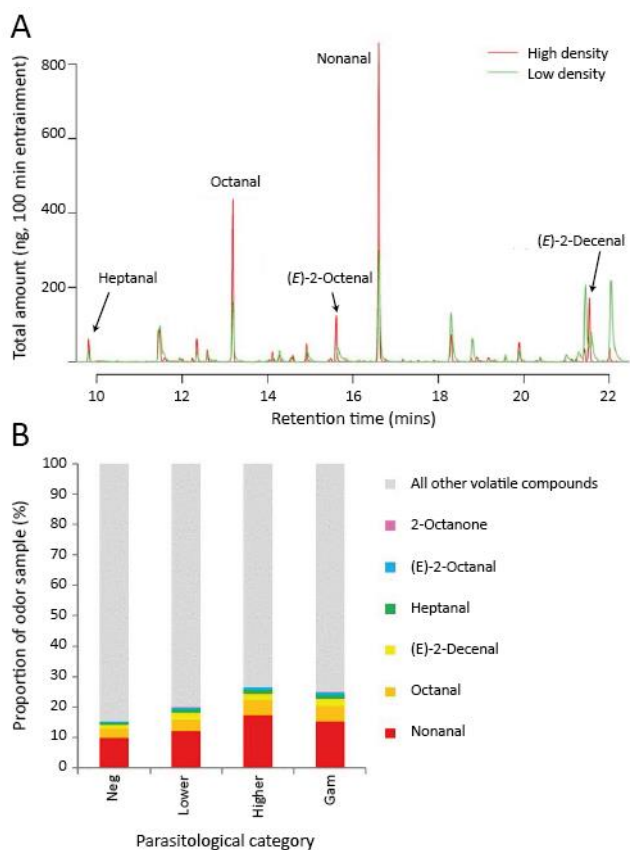 A
Total amount (ng, 100 min entrainment)
800
600
400
200
Nonanal
High density
Low density
Octanal
Heptanal
(E)-2-Octenal
(E)-2-Decenal
10 12 14 16 18 20 22
Retention time (mins)
B
Proportion of odor sample (%)
100
90
80
70
60
50
40
30
20
10
0
All other volatile compounds
2-Octanone
(E)-2-Octanal
Heptanal
(E)-2-Decenal
Octanal
Nonanal
Neg Lower Higher Gam
Parasitological category